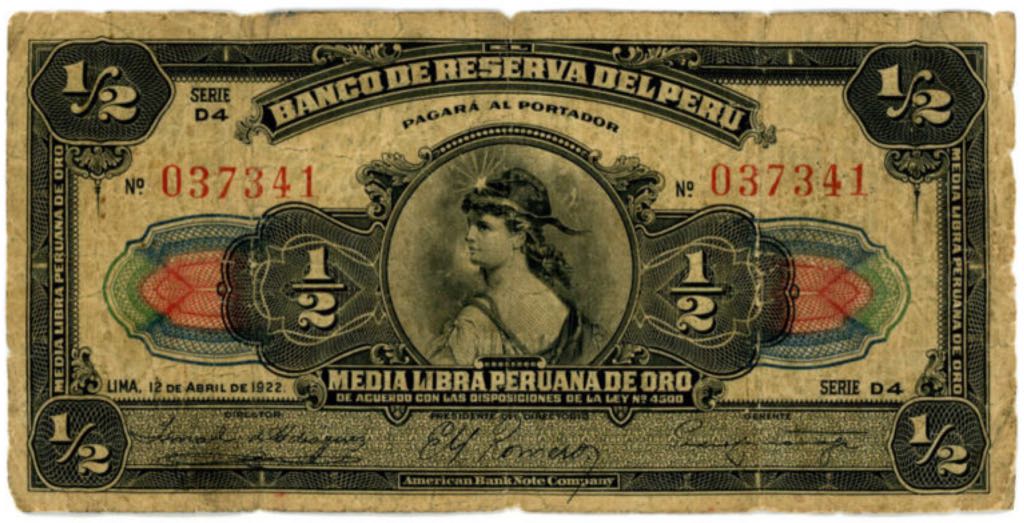 1/2
EL
1/2
BANCO DE RESERVA DEL PERÚ
SERIE
D4
PAGARÁ AL PORTADOR
Nº 037341
Nº 037341
MEDIA LIBRA PERUANA DE ORO
MEDIA LIBRA PERUANA DE ORO
1/2
1/2
LIMA, 12 DE ABRIL DE 1922.
MEDIA LIBRA PERUANA DE ORO
SERIE D4
DE ACUERDO CON LAS DISPOSICIONES DE LA LEY Nº 4500
DIRECTOR
PRESIDENTE DEL DIRECTORIO
GERENTE
1/2
1/2
American Bank Note Company